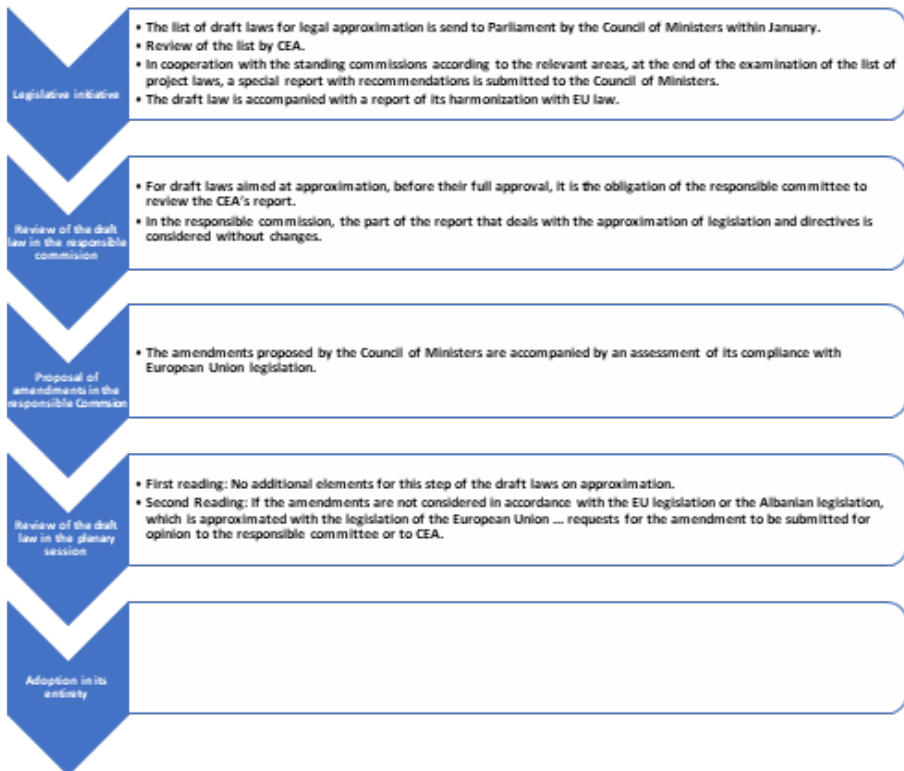 Legislative initiative
• The list of draft laws for legal approximation is send to Parliament by the Council of Ministers within January.
• Review of the list by CEA.
• In cooperation with the standing commissions according to the relevant areas, at the end of the examination of the list of
project laws, a special report with recommendations is submitted to the Council of Ministers.
• The draft law is accompanied with a report of its harmonization with EU law.
Review of the draft
law in the responsible
commision
• For draft laws aimed at approximation, before their full approval, it is the obligation of the responsible committee to
review the CEA's report.
• In the responsible commission, the part of the report that deals with the approximation of legislation and directives is
considered without changes.
Proposal of
amendments in the
responsible Commsion
• The amendments proposed by the Council of Ministers are accompanied by an assessment of its compliance with
European Union legislation.
Review of the draft
law in the plenary
session
• First reading: No additional elements for this step of the draft laws on approximation.
• Second Reading: If the amendments are not considered in accordance with the EU legislation or the Albanian legislation,
which is approximated with the legislation of the European Union ... requests for the amendment to be submitted for
opinion to the responsible committee or to CEA.
Adoption in its
entirety